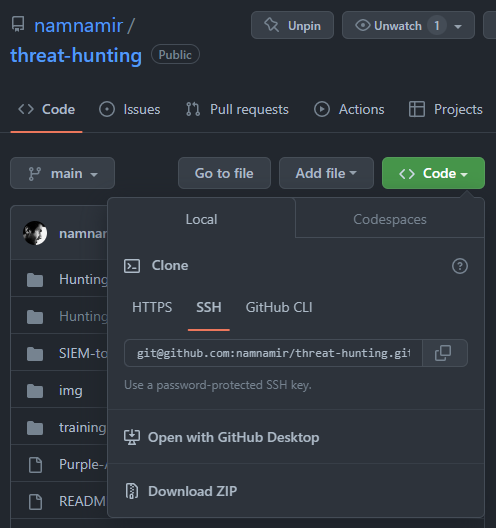 namnamir /
Unpin
Unwatch 1
threat-hunting Public
<> Code
Issues
Pull requests
Actions
Projects
main
Go to file
Add file
<> Code
Local
Codespaces
namnar
Clone
Hunting
HTTPS
SSH
GitHub CLI
Hunting
SIEM-to
git@github.com:namnamir/threat-hunting.git
img
Use a password-protected SSH key.
training
Open with GitHub Desktop
Purple-
Download ZIP
README